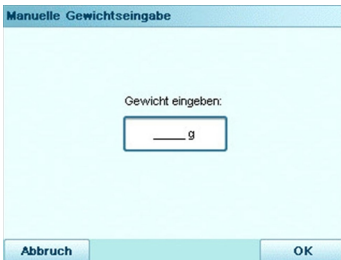 Manuelle Gewichtseingabe
Gewicht eingeben:
_____ g
Abbruch
OK